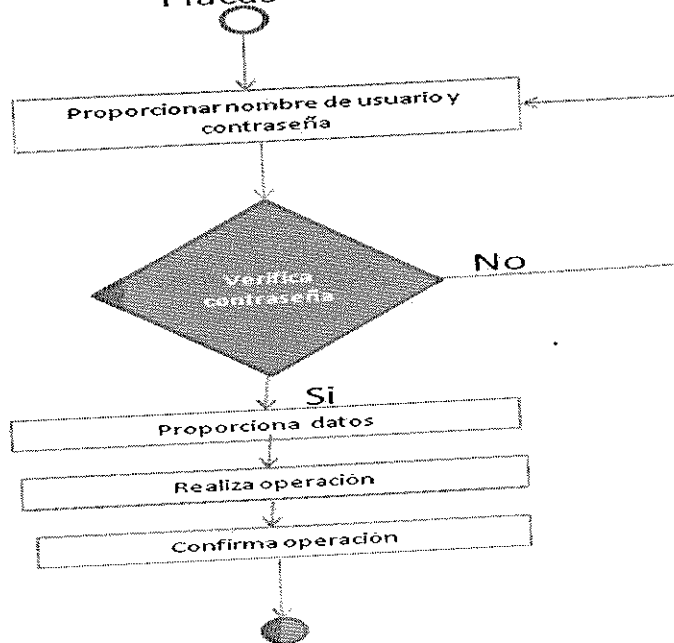 Proporcionar nombre de usuario y
contraseña
Verifica
contraseña
No
Si
Proporciona datos
Realiza operación
Confirma operación